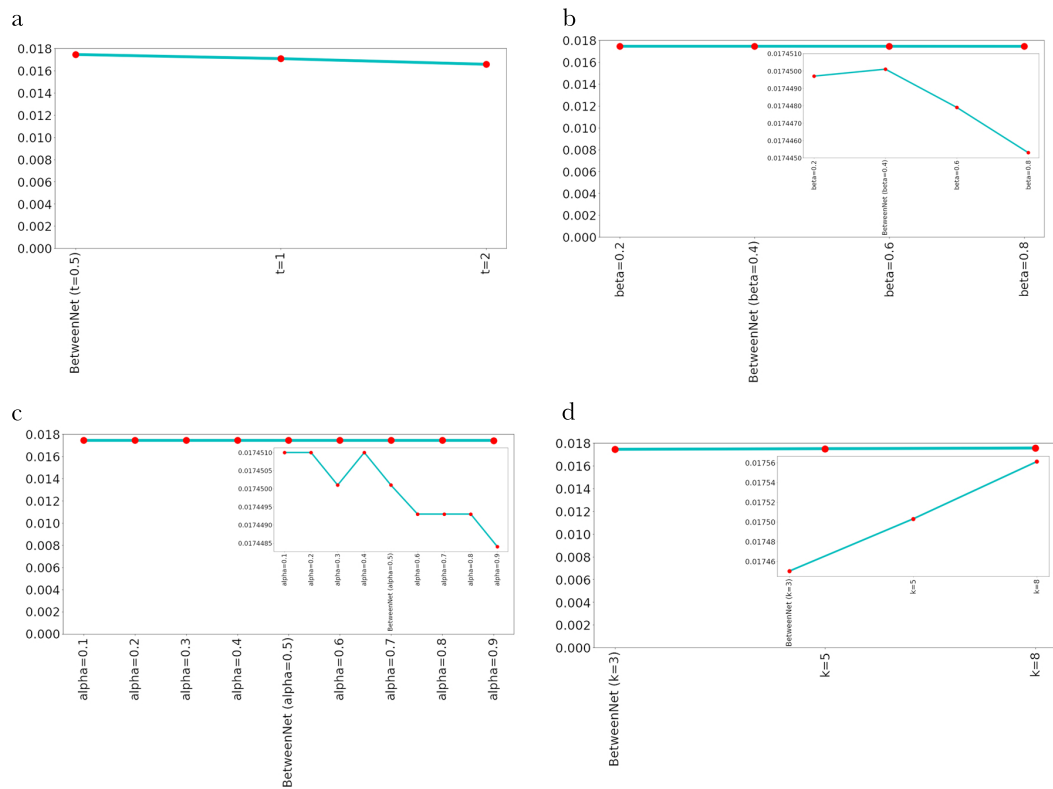 a
0.018
0.016
0.014
0.012
0.010
0.008
0.006
0.004
0.002
0.000
BetweenNet (t=0.5)
t=1
t=2
b
0.018
0.016
0.014
0.012
0.010
0.008
0.006
0.004
0.002
0.000
0.0174510
0.0174500
0.0174490
0.0174480
0.0174470
0.0174460
0.0174450
beta=0.2
BetweenNet (beta=0.4)
beta=0.6
beta=0.8
beta=0.2
BetweenNet (beta=0.4)
beta=0.6
beta=0.8
c
0.018
0.016
0.014
0.012
0.010
0.008
0.006
0.004
0.002
0.000
0.0174510
0.0174505
0.0174500
0.0174495
0.0174490
0.0174485
alpha=0.1
alpha=0.2
alpha=0.3
alpha=0.4
BetweenNet (alpha=0.5)
alpha=0.6
alpha=0.7
alpha=0.8
alpha=0.9
alpha=0.1
alpha=0.2
alpha=0.3
alpha=0.4
BetweenNet (alpha=0.5)
alpha=0.6
alpha=0.7
alpha=0.8
alpha=0.9
d
0.018
0.016
0.014
0.012
0.010
0.008
0.006
0.004
0.002
0.000
0.01756
0.01754
0.01752
0.01750
0.01748
0.01746
BetweenNet (k=3)
k=5
k=8
BetweenNet (k=3)
k=5
k=8